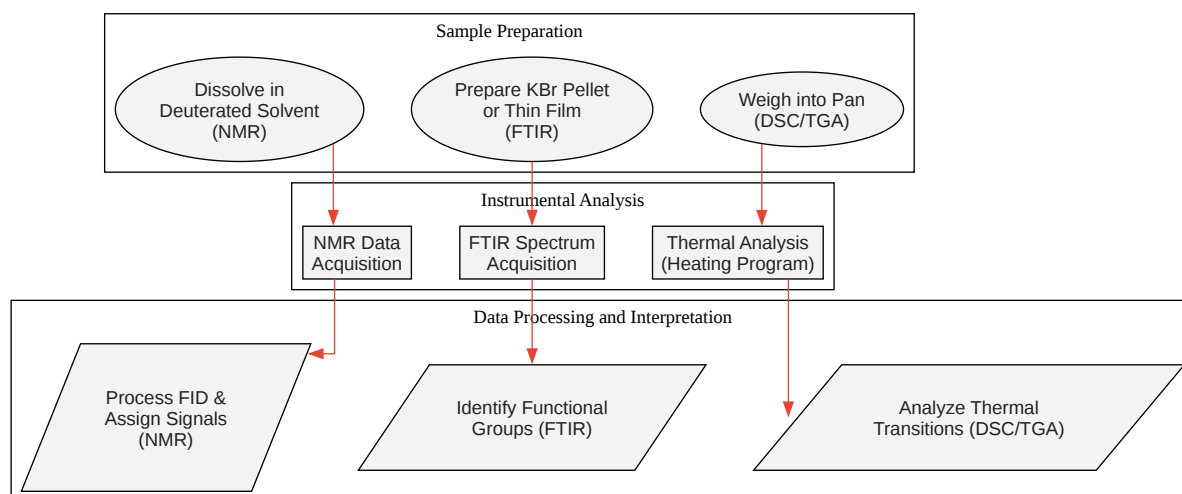 Sample Preparation
Dissolve in
Deuterated Solvent
(NMR)
Prepare KBr Pellet
or Thin Film
(FTIR)
Weigh into Pan
(DSC/TGA)
Instrumental Analysis
NMR Data
Acquisition
FTIR Spectrum
Acquisition
Thermal Analysis
(Heating Program)
Data Processing and Interpretation
Process FID &
Assign Signals
(NMR)
Identify Functional
Groups (FTIR)
Analyze Thermal
Transitions (DSC/TGA)